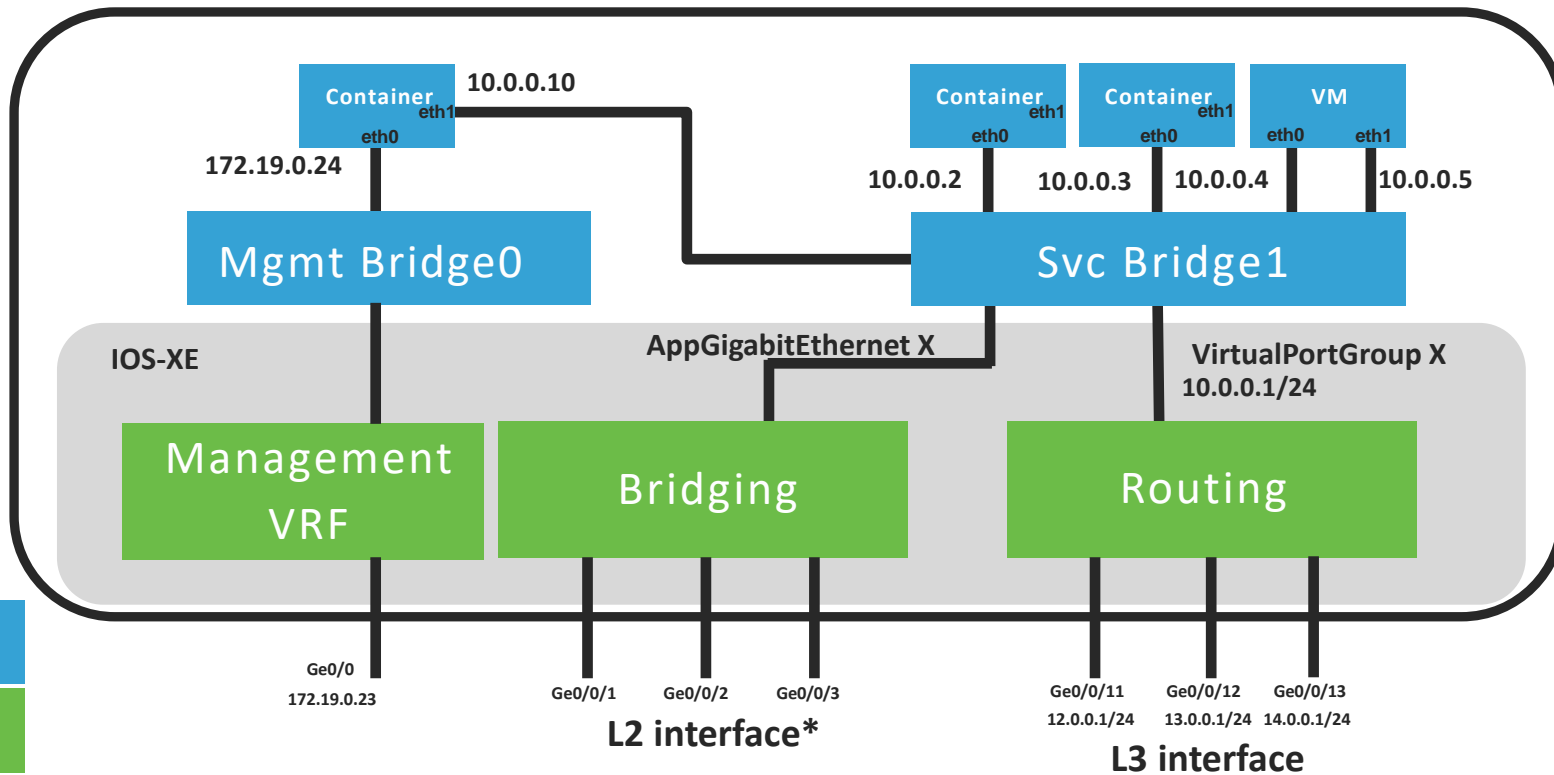 Container
eth1
eth0
10.0.0.10
172.19.0.24
Container
eth1
eth0
Container
eth1
eth0
VM
eth0
eth1
10.0.0.2
10.0.0.3
10.0.0.4
10.0.0.5
Mgmt Bridge0
Svc Bridge1
IOS-XE
AppGigabitEthernet X
VirtualPortGroup X
10.0.0.1/24
Management
VRF
Bridging
Routing
Ge0/0
172.19.0.23
Ge0/0/1
Ge0/0/2
Ge0/0/3
L2 interface*
Ge0/0/11
12.0.0.1/24
Ge0/0/12
13.0.0.1/24
Ge0/0/13
14.0.0.1/24
L3 interface